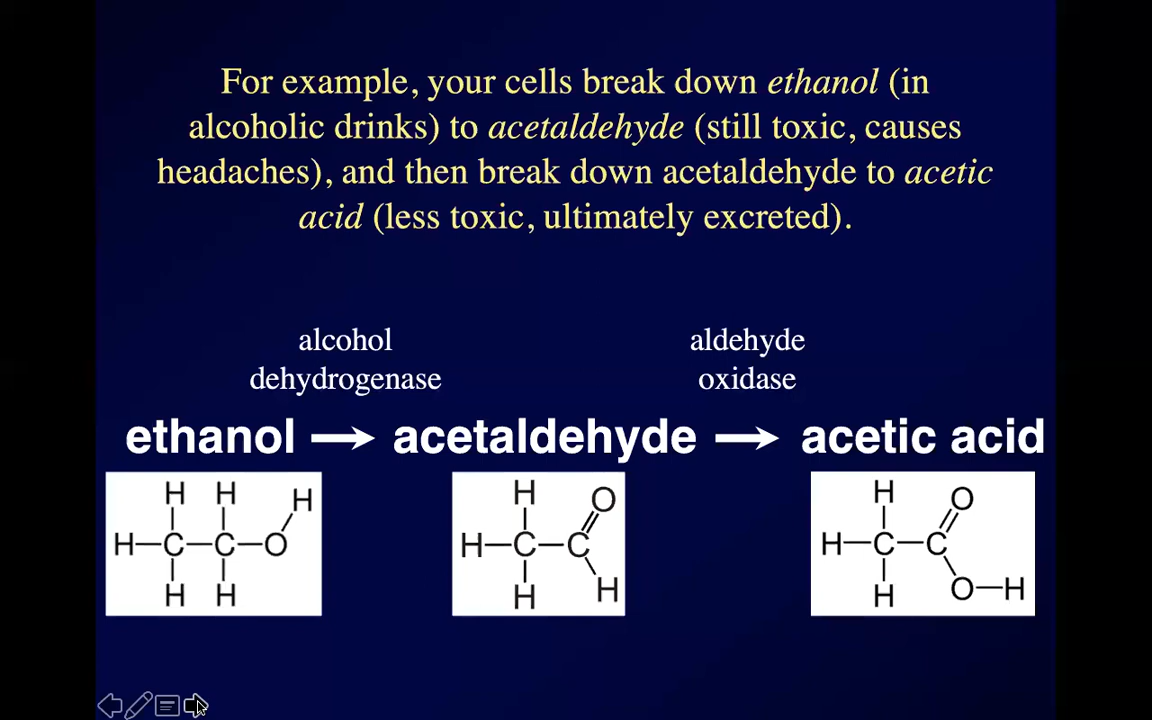 For example, your cells break down ethanol (in
alcoholic drinks) to acetaldehyde (still toxic, causes
headaches), and then break down acetaldehyde to acetic
acid (less toxic, ultimately excreted).
alcohol
dehydrogenase
aldehyde
oxidase
ethanol → acetaldehyde → acetic acid
H H H
H C C O
H H
H O
H C C
H H
H O
H C C
H O H